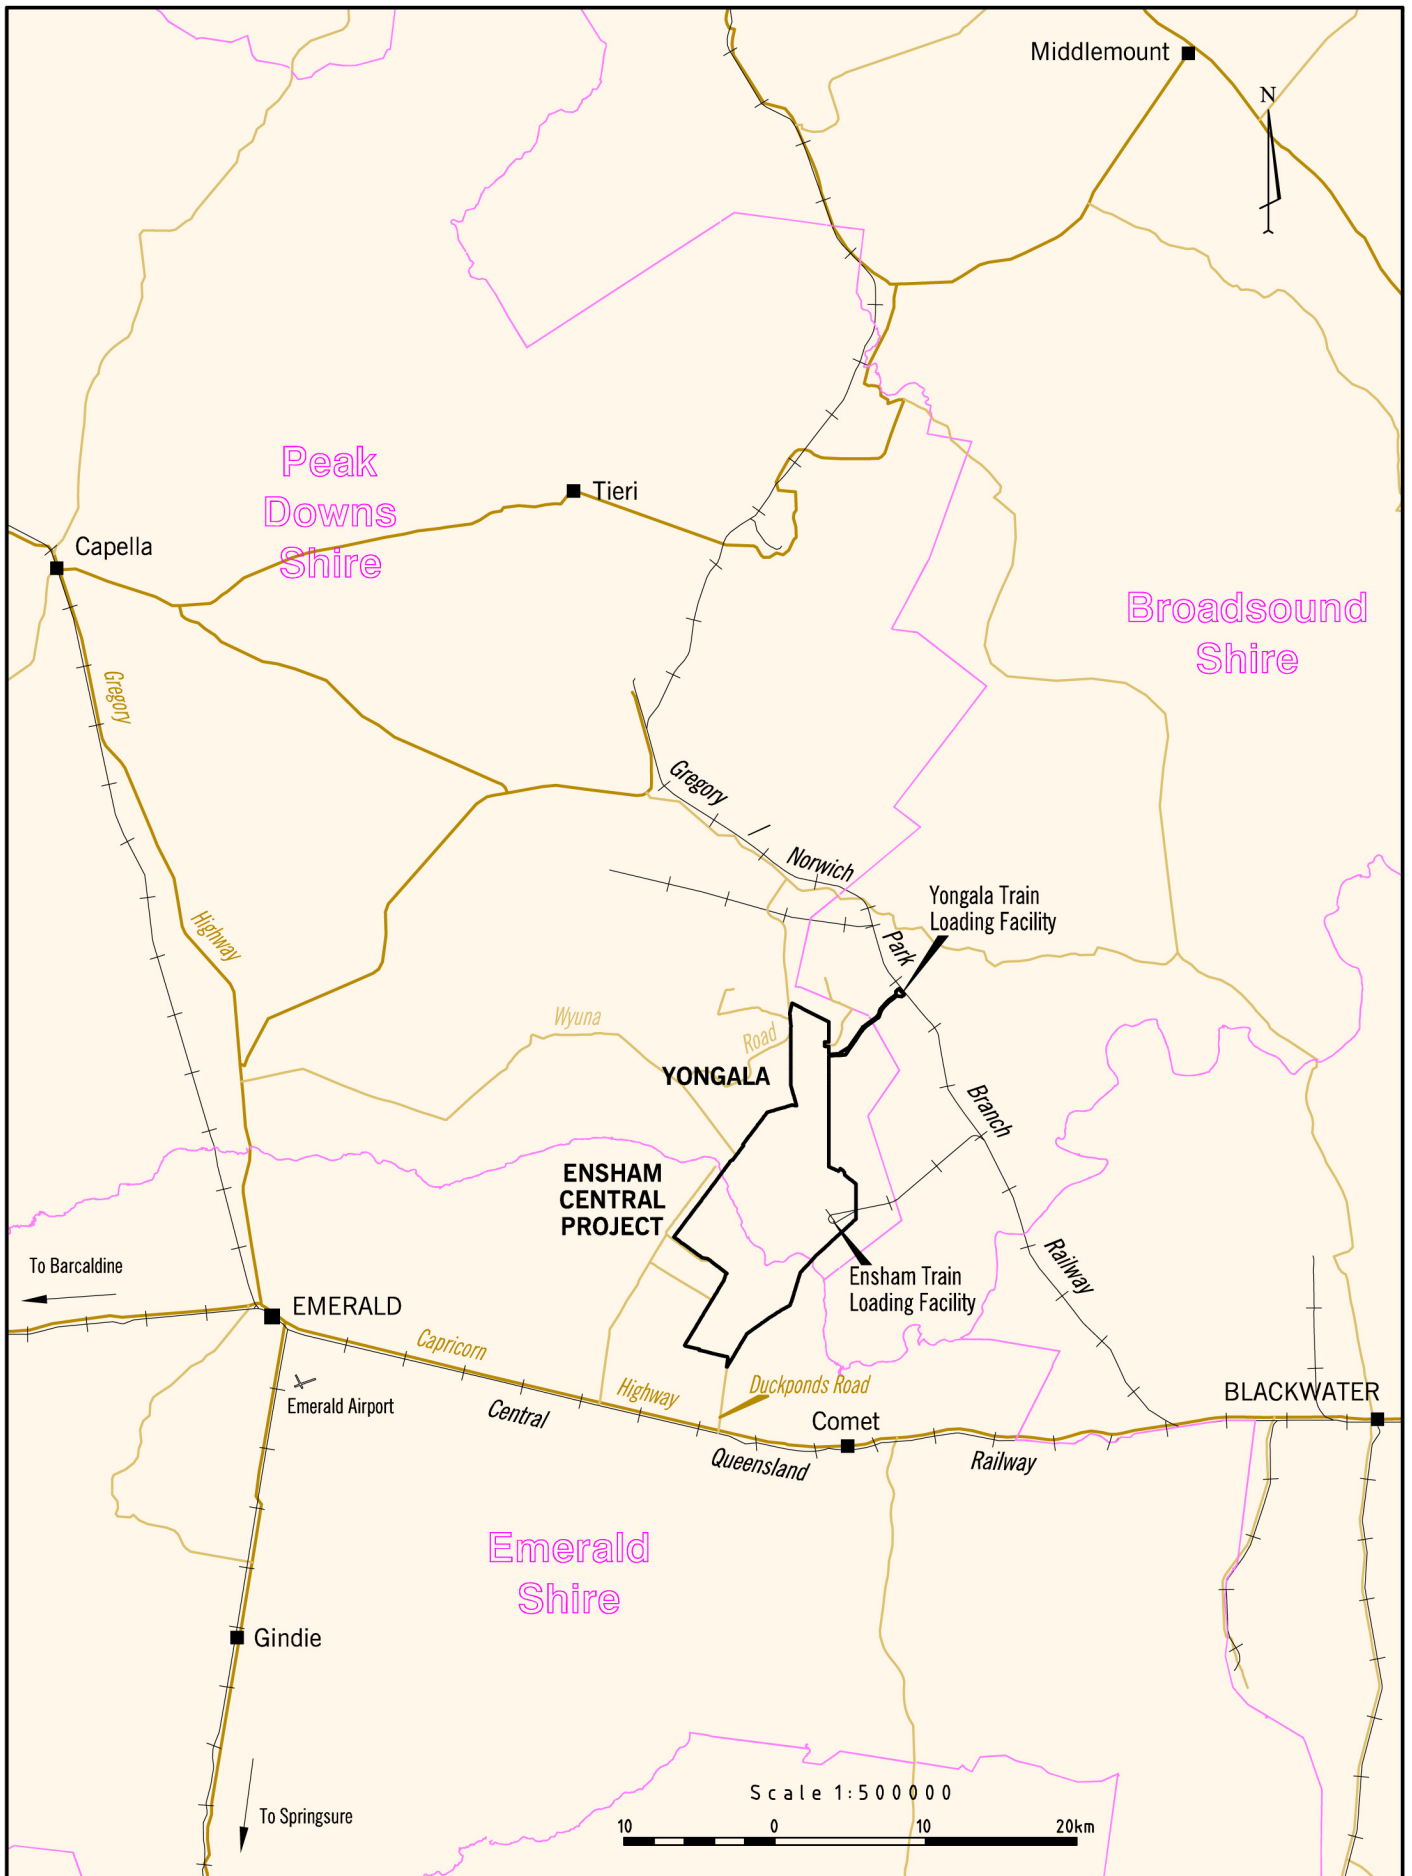 Middlemount
N
Peak
Downs
Shire
Tieri
Capella
Broadsound
Shire
Gregory
Highway
Gregory / Norwich
Park
Branch
Railway
Yongala Train
Loading Facility
Wyuna
Road
YONGALA
ENSHAM
CENTRAL
PROJECT
To Barcaldine
Ensham Train
Loading Facility
EMERALD
Capricorn
Highway
Duckponds Road
BLACKWATER
Emerald Airport
Comet
Central
Queensland
Railway
Emerald
Shire
Gindie
To Springsure
Scale 1:500000
10 0 10 20km